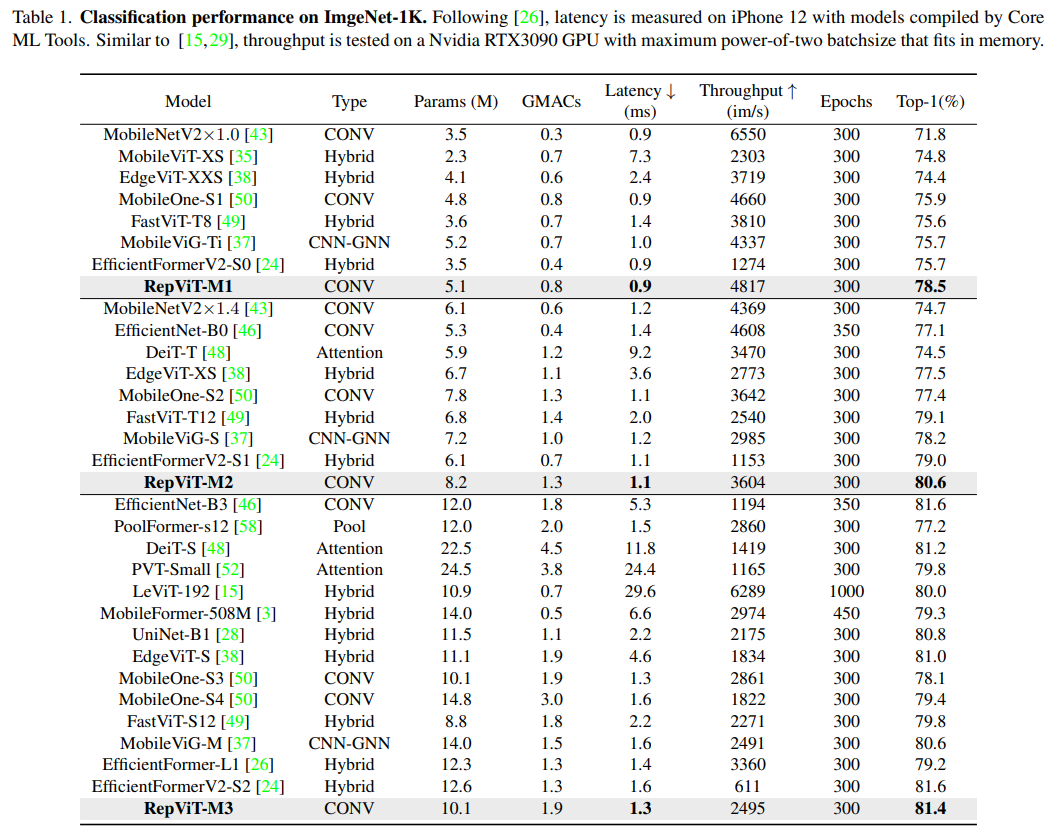 Table 1. Classification performance on ImgeNet-1K. Following [26], latency is measured on iPhone 12 with models compiled by Core
ML Tools. Similar to [15,29], throughput is tested on a Nvidia RTX3090 GPU with maximum power-of-two batchsize that fits in memory.
Model Type Params (M) GMACs Latency ↓ (ms) Throughput ↑ (im/s) Epochs Top-1(%)
MobileNetV2×1.0 [43] CONV 3.5 0.3 0.9 6550 300 71.8
MobileViT-XS [35] Hybrid 2.3 0.7 7.3 2303 300 74.8
EdgeViT-XXS [38] Hybrid 4.1 0.6 2.4 3719 300 74.4
MobileOne-S1 [50] CONV 4.8 0.8 0.9 4660 300 75.9
FastViT-T8 [49] Hybrid 3.6 0.7 1.4 3810 300 75.6
MobileViG-Ti [37] CNN-GNN 5.2 0.7 1.0 4337 300 75.7
EfficientFormerV2-S0 [24] Hybrid 3.5 0.4 0.9 1274 300 75.7
RepViT-M1 CONV 5.1 0.8 0.9 4817 300 78.5
MobileNetV2×1.4 [43] CONV 6.1 0.6 1.2 4369 300 74.7
EfficientNet-B0 [46] CONV 5.3 0.4 1.4 4608 350 77.1
DeiT-T [48] Attention 5.9 1.2 9.2 3470 300 74.5
EdgeViT-XS [38] Hybrid 6.7 1.1 3.6 2773 300 77.5
MobileOne-S2 [50] CONV 7.8 1.3 1.1 3642 300 77.4
FastViT-T12 [49] Hybrid 6.8 1.4 2.0 2540 300 79.1
MobileViG-S [37] CNN-GNN 7.2 1.0 1.2 2985 300 78.2
EfficientFormerV2-S1 [24] Hybrid 6.1 0.7 1.1 1153 300 79.0
RepViT-M2 CONV 8.2 1.3 1.1 3604 300 80.6
EfficientNet-B3 [46] CONV 12.0 1.8 5.3 1194 350 81.6
PoolFormer-s12 [58] Pool 12.0 2.0 1.5 2860 300 77.2
DeiT-S [48] Attention 22.5 4.5 11.8 1419 300 81.2
PVT-Small [52] Attention 24.5 3.8 24.4 1165 300 79.8
LeViT-192 [15] Hybrid 10.9 0.7 29.6 6289 1000 80.0
MobileFormer-508M [3] Hybrid 14.0 0.5 6.6 2974 450 79.3
UniNet-B1 [28] Hybrid 11.5 1.1 2.2 2175 300 80.8
EdgeViT-S [38] Hybrid 11.1 1.9 4.6 1834 300 81.0
MobileOne-S3 [50] CONV 10.1 1.9 1.3 2861 300 78.1
MobileOne-S4 [50] CONV 14.8 3.0 1.6 1822 300 79.4
FastViT-S12 [49] Hybrid 8.8 1.8 2.2 2271 300 79.8
MobileViG-M [37] CNN-GNN 14.0 1.5 1.6 2491 300 80.6
EfficientFormer-L1 [26] Hybrid 12.3 1.3 1.4 3360 300 79.2
EfficientFormerV2-S2 [24] Hybrid 12.6 1.3 1.6 611 300 81.6
RepViT-M3 CONV 10.1 1.9 1.3 2495 300 81.4